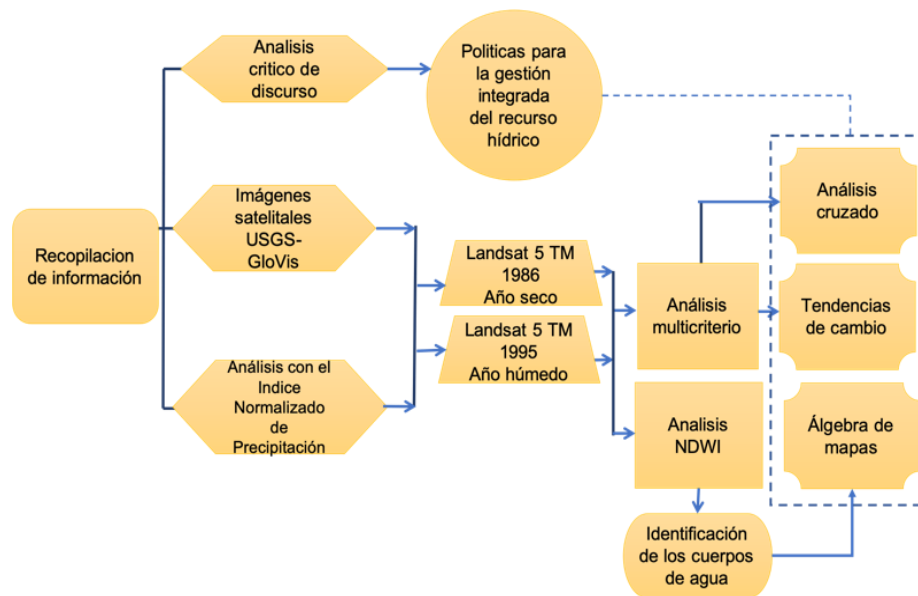 Analisis
critico de
discurso
Politicas para
la gestión
integrada
del recurso
hídrico
Recopilacion
de información
Imágenes
satelitales
USGS-
GloVis
Análisis con el
Indice
Normalizado
de
Precipitación
Landsat 5 TM
1986
Año seco
Landsat 5 TM
1995
Año húmedo
Análisis
multicriterio
Analisis
NDWI
Identificación
de los cuerpos
de agua
Análisis
cruzado
Tendencias
de cambio
Álgebra de
mapas